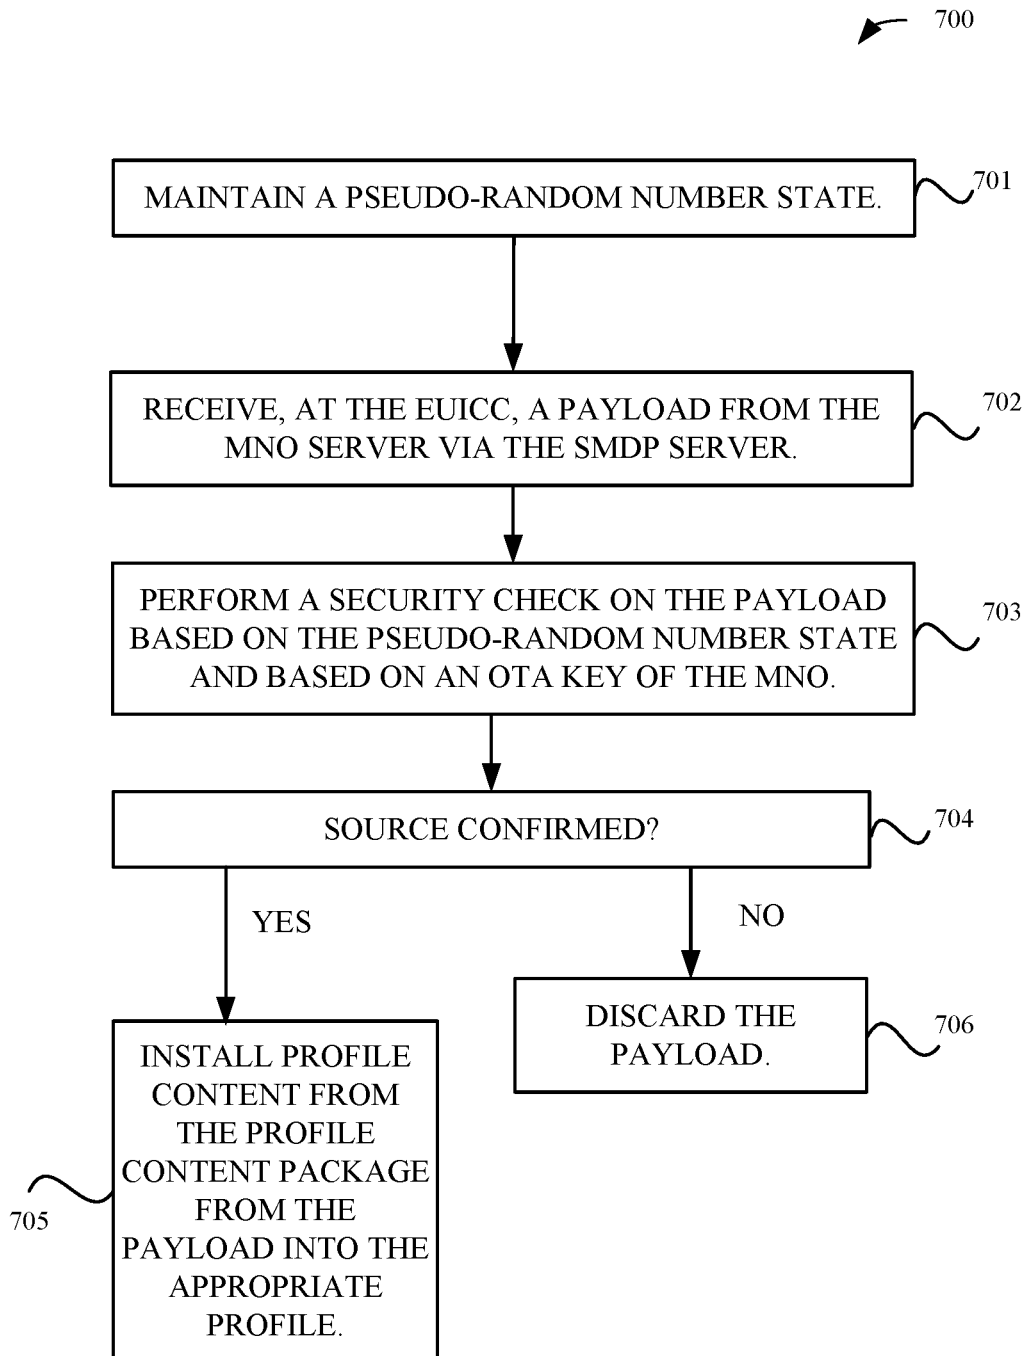 700
MAINTAIN A PSEUDO-RANDOM NUMBER STATE.
701
RECEIVE, AT THE EUICC, A PAYLOAD FROM THE
MNO SERVER VIA THE SMDP SERVER.
702
PERFORM A SECURITY CHECK ON THE PAYLOAD
BASED ON THE PSEUDO-RANDOM NUMBER STATE
AND BASED ON AN OTA KEY OF THE MNO.
703
SOURCE CONFIRMED?
704
YES
NO
INSTALL PROFILE
CONTENT FROM
THE PROFILE
CONTENT PACKAGE
FROM THE
PAYLOAD INTO THE
APPROPRIATE
PROFILE.
705
DISCARD THE
PAYLOAD.
706